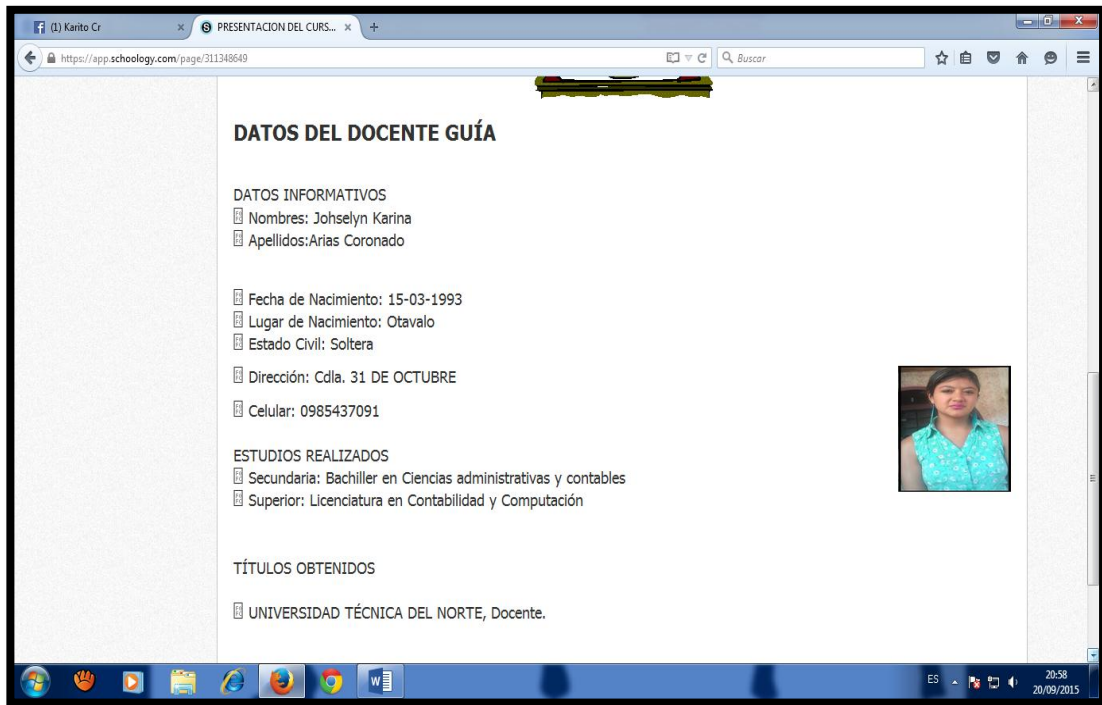 (1) Karito Cr
PRESENTACION DEL CURS...
https://app.schoology.com/page/311348649
Buscar
DATOS DEL DOCENTE GUÍA
DATOS INFORMATIVOS
Nombres: Johselyn Karina
Apellidos:Arias Coronado
Fecha de Nacimiento: 15-03-1993
Lugar de Nacimiento: Otavalo
Estado Civil: Soltera
Dirección: Cdla. 31 DE OCTUBRE
Celular: 0985437091
ESTUDIOS REALIZADOS
Secundaria: Bachiller en Ciencias administrativas y contables
Superior: Licenciatura en Contabilidad y Computación
TÍTULOS OBTENIDOS
UNIVERSIDAD TÉCNICA DEL NORTE, Docente.
ES
20:58
20/09/2015